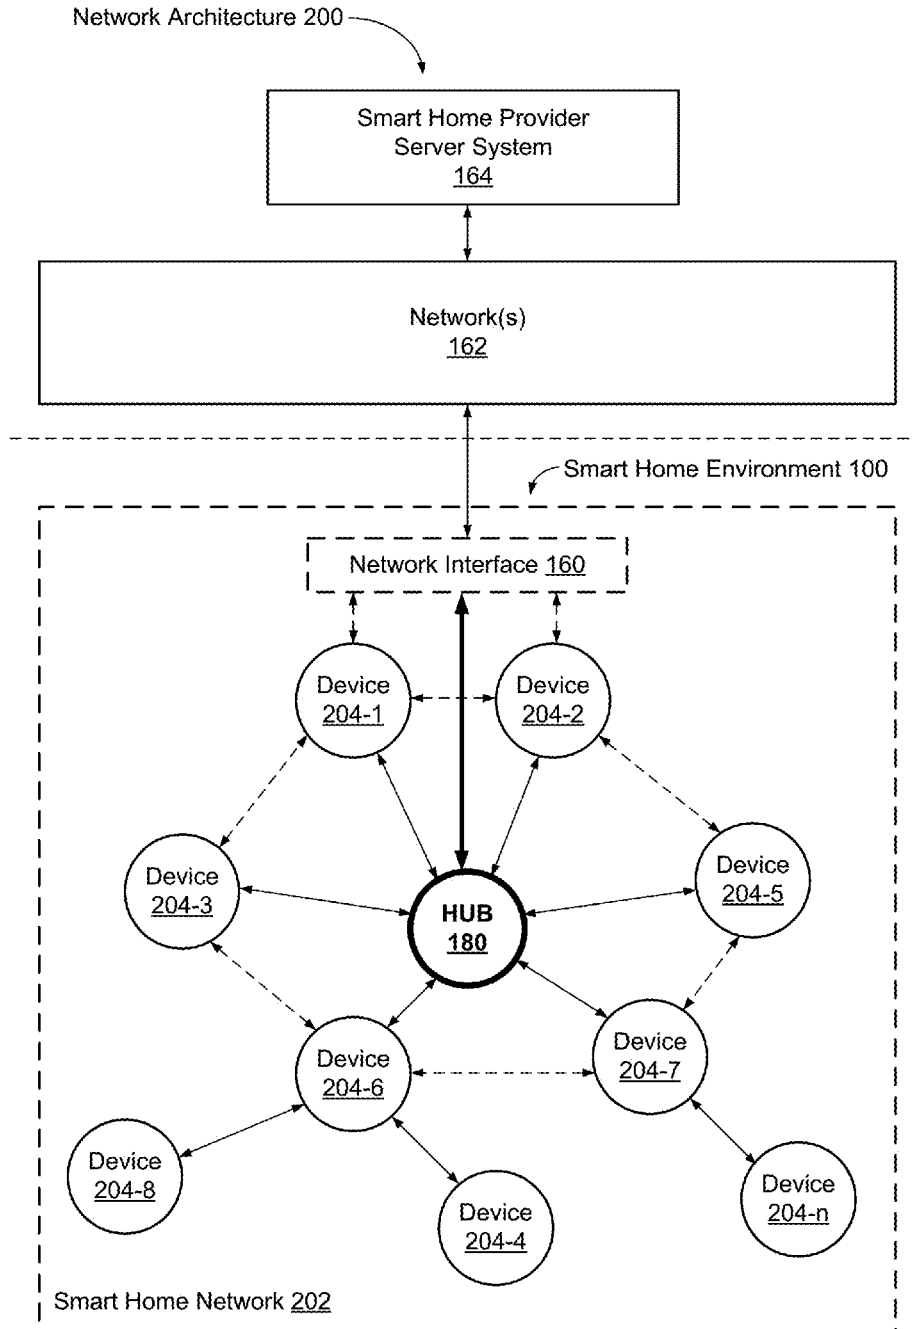 Network Architecture 200
Smart Home Provider
Server System
164
Network(s)
162
Smart Home Environment 100
Network Interface 160
Device
204-1
Device
204-2
Device
204-3
Device
204-5
HUB
180
Device
204-6
Device
204-7
Device
204-8
Device
204-4
Device
204-n
Smart Home Network 202